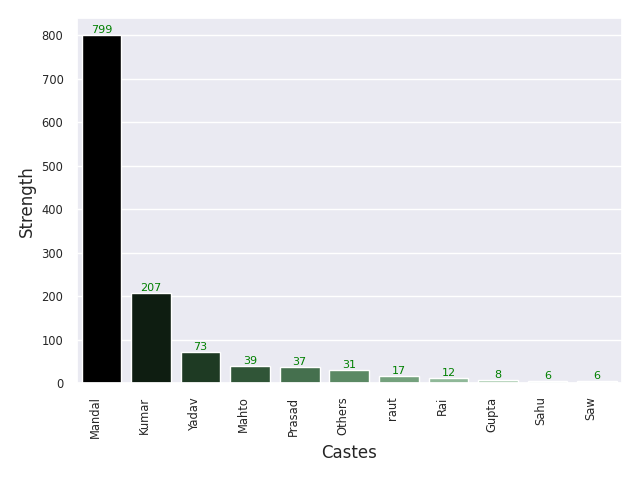 799
800
700
600
500
400
300
207
200
100
73
39
37
31
17
12
8
6
6
0
Mandal
Kumar
Yadav
Mahto
Prasad
Others
raut
Rai
Gupta
Sahu
Saw
Strength
Castes